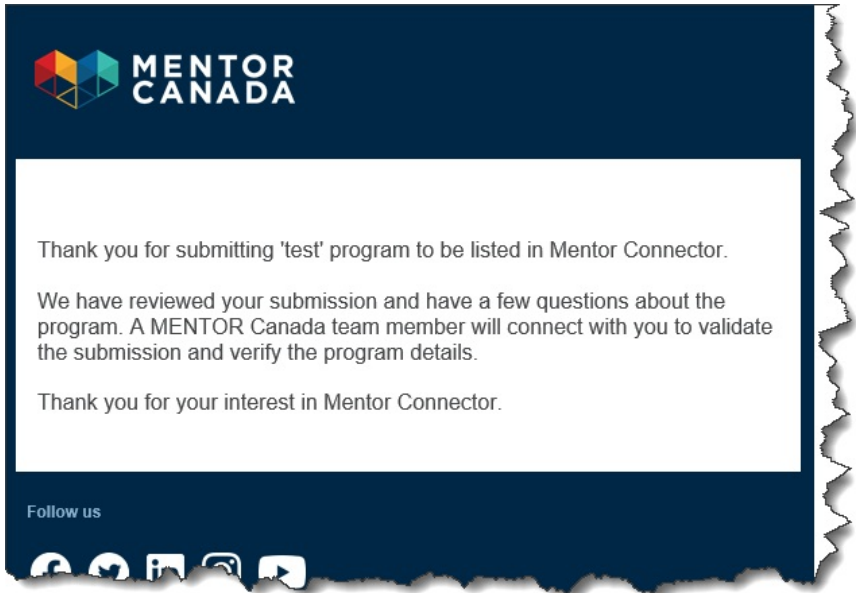 MENTOR
CANADA
Thank you for submitting 'test' program to be listed in Mentor Connector.
We have reviewed your submission and have a few questions about the
program. A MENTOR Canada team member will connect with you to validate
the submission and verify the program details.
Thank you for your interest in Mentor Connector.
Follow us